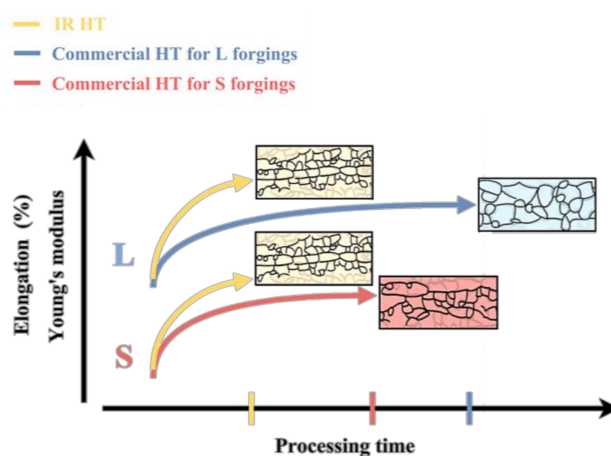 IR HT
Commercial HT for L forgings
Commercial HT for S forgings
Elongation (%)
Young's modulus
L
S
Processing time